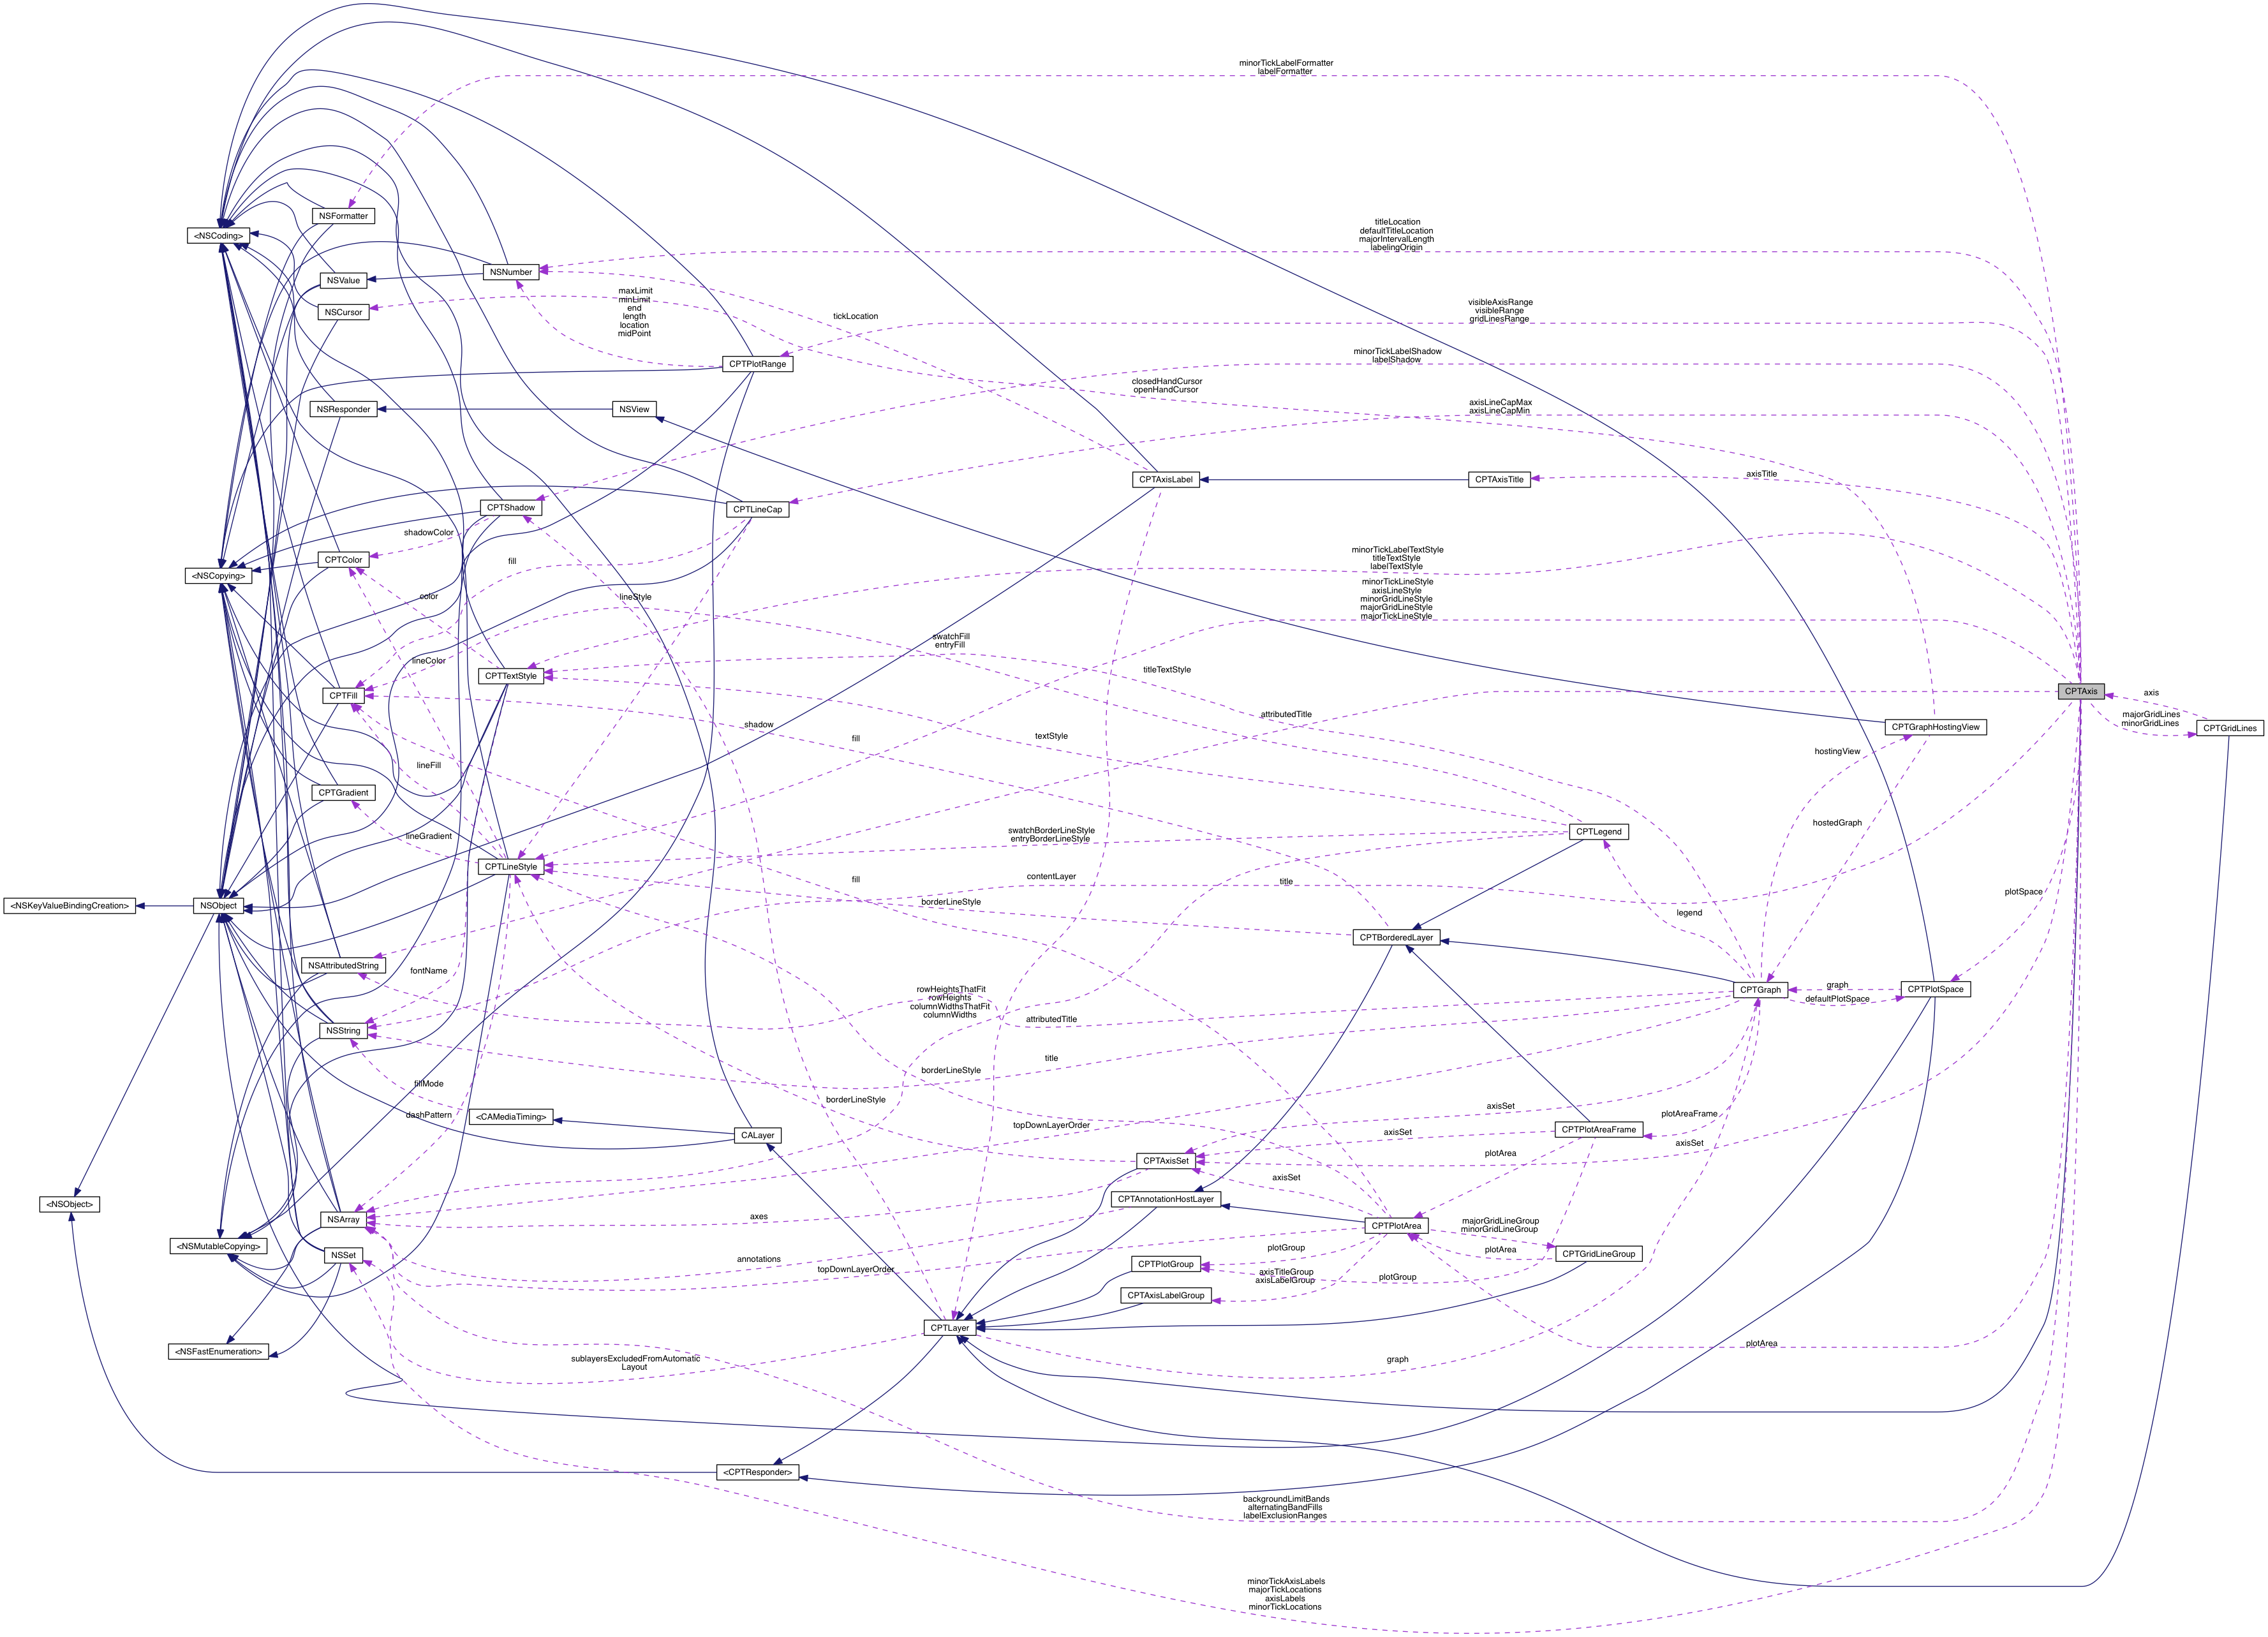 minorTickLabelFormatter
labelFormatter
NSFormatter
<NSCoding>
titleLocation
defaultTitleLocation
majorIntervalLength
labelingOrigin
NSNumber
NSValue
maxLimit
minLimit
end
length
location
midPoint
NSCursor
tickLocation
visibleAxisRange
visibleRange
gridLinesRange
CPTPlotRange
minorTickLabelShadow
labelShadow
closedHandCursor
openHandCursor
NSResponder
NSView
axisLineCapMax
axisLineCapMin
CPTAxisLabel
CPTAxisTitle
axisTitle
CPTShadow
CPTLineCap
shadowColor
CPTColor
fill
<NSCopying>
minorTickLabelTextStyle
titleTextStyle
labelTextStyle
color
lineStyle
minorTickLineStyle
axisLineStyle
minorGridLineStyle
majorGridLineStyle
majorTickLineStyle
swatchFill
entryFill
lineColor
CPTTextStyle
titleTextStyle
CPTFill
CPTAxis
axis
shadow
attributedTitle
majorGridLines
minorGridLines
CPTGraphHostingView
CPTGridLines
fill
textStyle
hostingView
lineFill
CPTGradient
lineGradient
swatchBorderLineStyle
entryBorderLineStyle
CPTLegend
hostedGraph
CPTLineStyle
contentLayer
fill
title
plotSpace
<NSKeyValueBindingCreation>
NSObject
borderLineStyle
legend
CPTBorderedLayer
NSAttributedString
fontName
rowHeightsThatFit
rowHeights
columnWidthsThatFit
columnWidths
CPTGraph
graph
defaultPlotSpace
CPTPlotSpace
attributedTitle
NSString
title
borderLineStyle
fillMode
borderLineStyle
dashPattern
<CAMediaTiming>
axisSet
plotAreaFrame
topDownLayerOrder
CPTPlotAreaFrame
CALayer
axisSet
axisSet
CPTAxisSet
plotArea
axisSet
<NSObject>
CPTAnnotationHostLayer
axes
NSArray
CPTPlotArea
majorGridLineGroup
minorGridLineGroup
<NSMutableCopying>
NSSet
annotations
plotGroup
plotArea
CPTGridLineGroup
CPTPlotGroup
topDownLayerOrder
axisTitleGroup
axisLabelGroup
plotGroup
CPTAxisLabelGroup
CPTLayer
plotArea
<NSFastEnumeration>
sublayersExcludedFromAutomatic
Layout
graph
<CPTResponder>
backgroundLimitBands
alternatingBandFills
labelExclusionRanges
minorTickAxisLabels
majorTickLocations
axisLabels
minorTickLocations